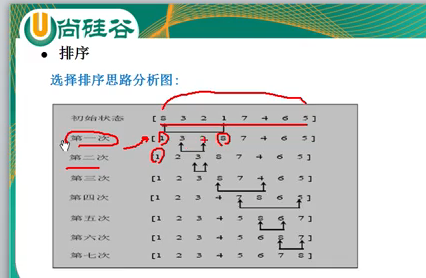 尚硅谷
● 排序
选择排序思路分析图:
初始状态 [8 3 2 1 7 4 6 5]
第一次 [1 3 2 8 7 4 6 5]
第二次 [1 2 3 8 7 4 6 5]
第三次 [1 2 3 8 7 4 6 5]
第四次 [1 2 3 4 7 8 6 5]
第五次 [1 2 3 4 5 8 6 7]
第六次 [1 2 3 4 5 6 8 7]
第七次 [1 2 3 4 5 6 7 8]